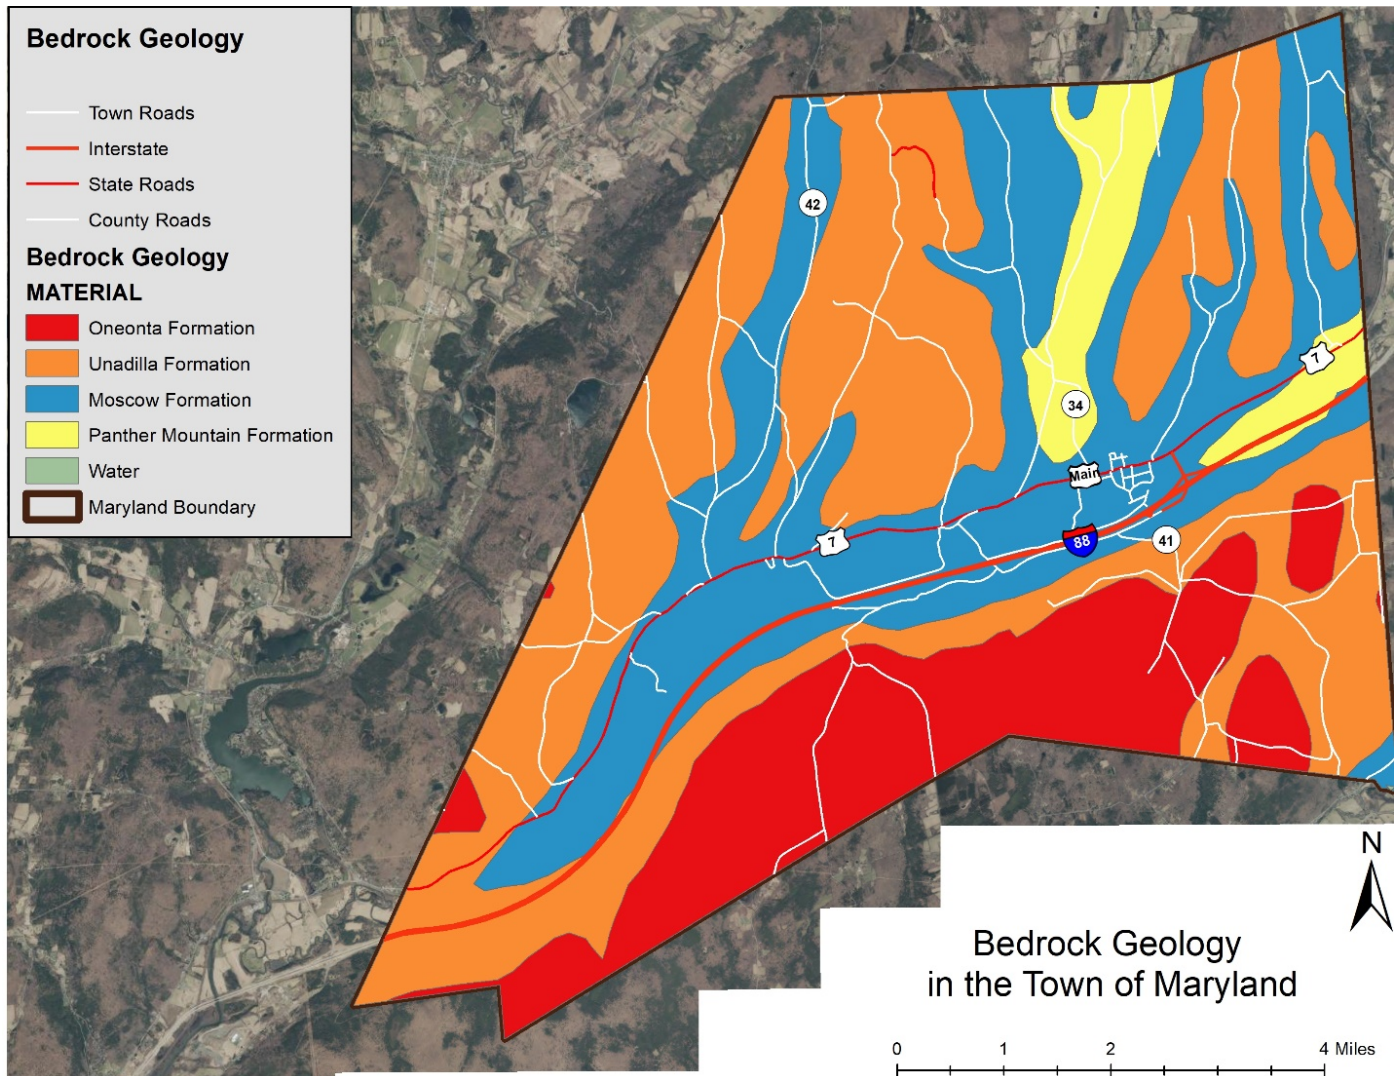 Bedrock Geology
Town Roads
Interstate
State Roads
County Roads
Bedrock Geology
MATERIAL
Oneonta Formation
Unadilla Formation
Moscow Formation
Panther Mountain Formation
Water
Maryland Boundary
42
7
34
Main
7
88
41
N
Bedrock Geology
in the Town of Maryland
0 1 2 4 Miles